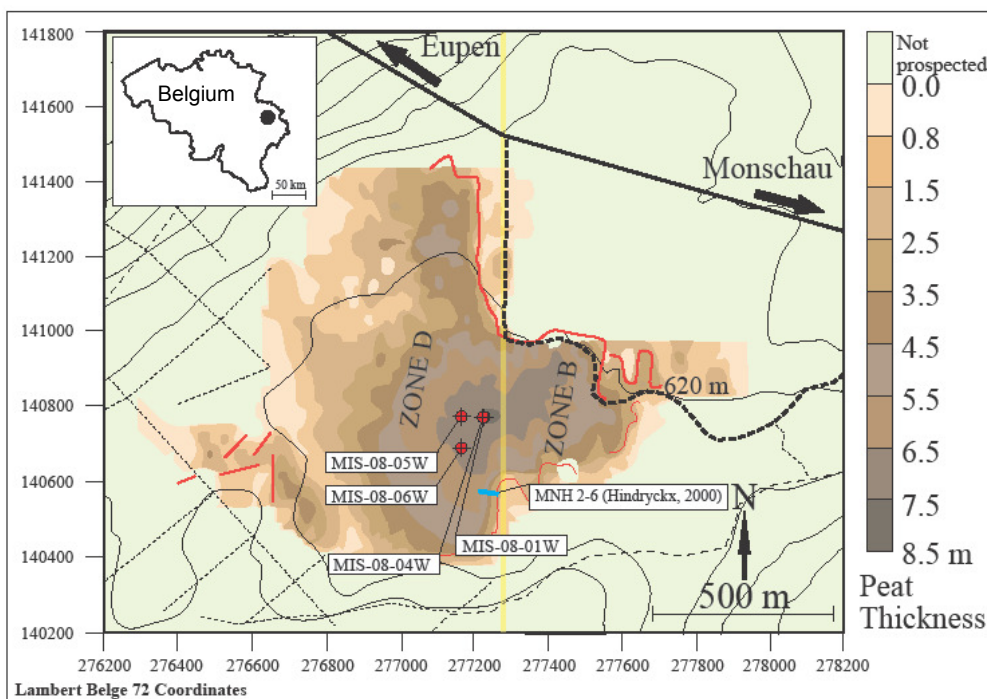 141800
141600
141400
141200
141000
140800
140600
140400
140200
276200 276400 276600 276800 277000 277200 277400 277600 277800 278000 278200
Lambert Belge 72 Coordinates
Belgium
50 km
Eupen
Monschau
ZONE D
ZONE B
620 m
MIS-08-05W
MIS-08-06W
MIS-08-04W
MIS-08-01W
MNH 2-6 (Hindryckx, 2000)
N
500 m
Not
prospected
0.0
0.8
1.5
2.5
3.5
4.5
5.5
6.5
7.5
8.5 m
Peat
Thickness